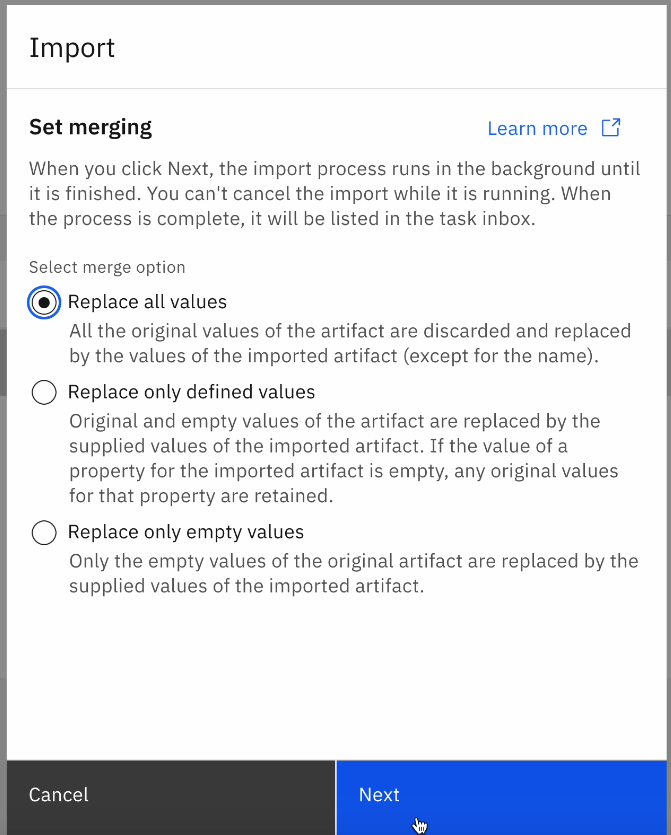 Import
Set merging
Learn more
When you click Next, the import process runs in the background until
it is finished. You can't cancel the import while it is running. When
the process is complete, it will be listed in the task inbox.
Select merge option
Replace all values
All the original values of the artifact are discarded and replaced
by the values of the imported artifact (except for the name).
Replace only defined values
Original and empty values of the artifact are replaced by the
supplied values of the imported artifact. If the value of a
property for the imported artifact is empty, any original values
for that property are retained.
Replace only empty values
Only the empty values of the original artifact are replaced by the
supplied values of the imported artifact.
Cancel
Next